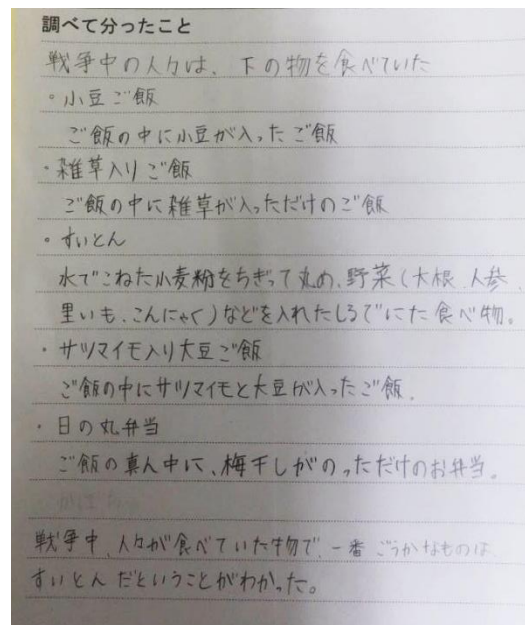 調べて分ったこと
戦争中の人々は、下の物を食べていた
・小豆ご飯
ご飯の中に小豆が入ったご飯
・雑草入りご飯
ご飯の中に雑草が入っただけのご飯
・すいとん
水でこねた小麦粉をちぎって丸め、野菜(大根、人参、
里いも、こんにゃく)などを入れたしるでにた食べ物。
・サツマイモ入り大豆ご飯
ご飯の中にサツマイモと大豆が入ったご飯.
・日の丸弁当
ご飯の真ん中に、梅干しがのっただけのお弁当。
戦争中、人々が食べていた物で、一番ごうかなものは
すいとんだということがわかった。